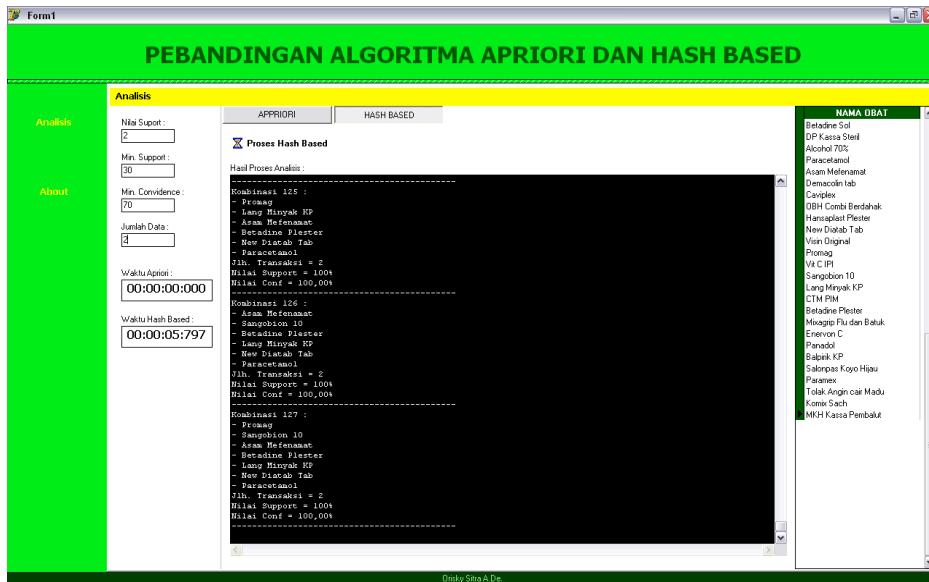 Form1
PEBANDINGAN ALGORITMA APRIORI DAN HASH BASED
Analisis
About
Analisis
Nilai Suport :
2
Min. Support :
30
Min. Convidence :
70
Jumlah Data :
2
Waktu Apriori :
00:00:00:000
Waktu Hash Based :
00:00:05:797
APPRIORI
HASH BASED
Proses Hash Based
Hasil Proses Analisis :
--------------------------------------------
Kombinasi 125 :
- Promag
- Lang Minyak KP
- Asam Mefenamat
- Betadine Plester
- New Diatab Tab
- Paracetamol
Jlh. Transaksi = 2
Nilai Support = 100%
Nilai Conf = 100,00%
--------------------------------------------
Kombinasi 126 :
- Asam Mefenamat
- Sangobion 10
- Betadine Plester
- Lang Minyak KP
- New Diatab Tab
- Paracetamol
Jlh. Transaksi = 2
Nilai Support = 100%
Nilai Conf = 100,00%
--------------------------------------------
Kombinasi 127 :
- Promag
- Sangobion 10
- Asam Mefenamat
- Betadine Plester
- Lang Minyak KP
- New Diatab Tab
- Paracetamol
Jlh. Transaksi = 2
Nilai Support = 100%
Nilai Conf = 100,00%
--------------------------------------------
NAMA OBAT
Betadine Sol
DP Kassa Steril
Alcohol 70%
Paracetamol
Asam Mefenamat
Demacolin tab
Caviplex
OBH Combi Berdahak
Hansaplast Plester
New Diatab Tab
Visin Original
Promag
Vit C IPI
Sangobion 10
Lang Minyak KP
CTM PIM
Betadine Plester
Mixagrip Flu dan Batuk
Enervon C
Panadol
Balpirik KP
Salonpas Koyo Hijau
Paramex
Tolak Angin cair Madu
Komix Sach
MKH Kassa Pembalut
Orisky Sitra A De.